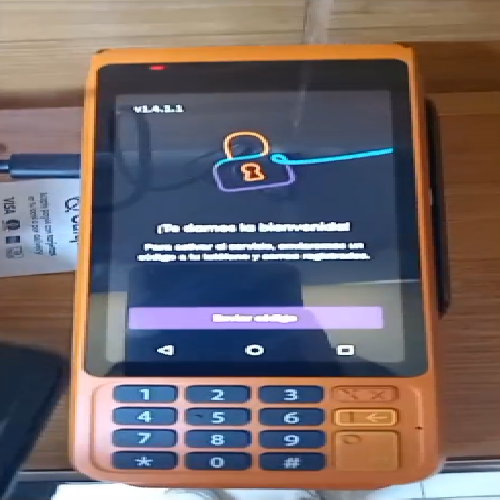 v1.4.1.1
¡Te damos la bienvenida!
Para activar el servicio, enviaremos un
código a tu teléfono y correo registrados.
Enviar código
1 2 3
4 5 6
7 8 9
* 0 #
VISA